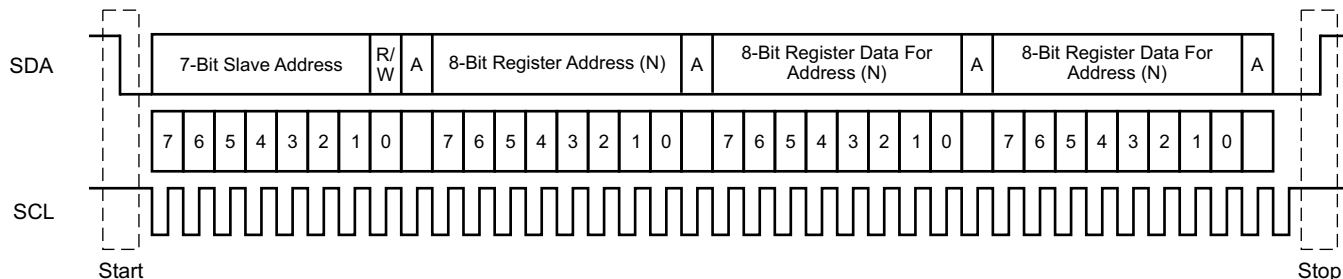 SDA
7-Bit Slave Address
R/
W
A
8-Bit Register Address (N)
A
8-Bit Register Data For
Address (N)
A
8-Bit Register Data For
Address (N)
A
7 6 5 4 3 2 1 0 7 6 5 4 3 2 1 0 7 6 5 4 3 2 1 0 7 6 5 4 3 2 1 0
SCL
Start
Stop